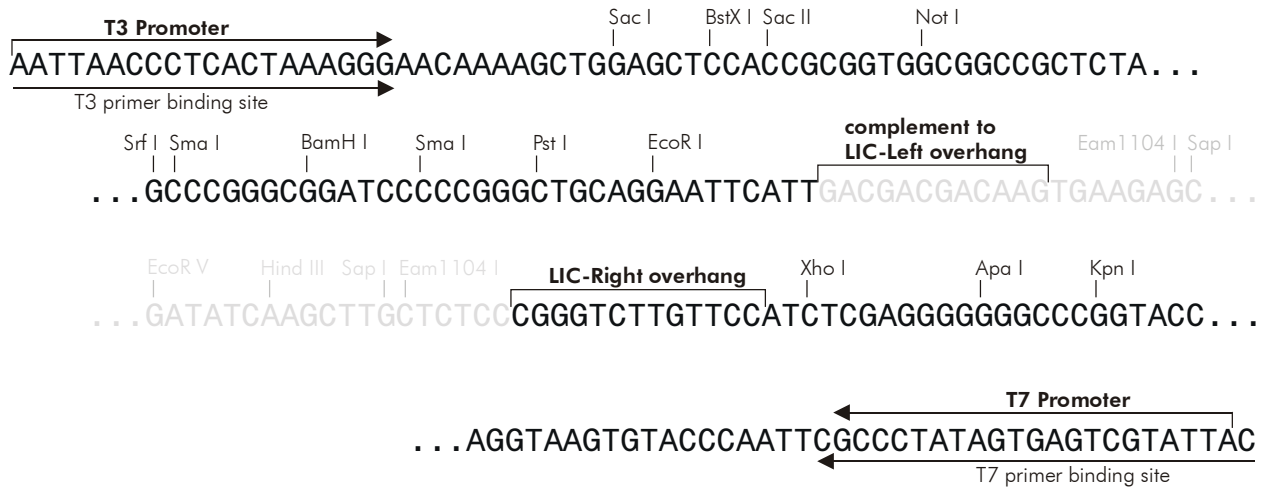 T3 Promoter
Sac I BstX I Sac II Not I
AATTAACCCTCACTAAAGGGAACAAAAGCTGGAGCTCCACCGCGGTGGCGGCCGCTCTA...
T3 primer binding site
complement to
LIC-Left overhang
Srf I Sma I BamH I Sma I Pst I EcoR I Eam1104 I Sap I
...GCCCGGGCGGATCCCCCGGGCTGCAGGAATTCATTGACGACGACAAGTGAAGAGC...
EcoR V Hind III Sap I Eam1104 I LIC-Right overhang Xho I Apa I Kpn I
...GATATCAAGCTTGCTCTCCCGGGTCTTGTTCCATCTCGAGGGGGGGCCCGGTACC...
T7 Promoter
...AGGTAAGTGTACCCAATTCGCCCTATAGTGAGTCGTATTAC
T7 primer binding site